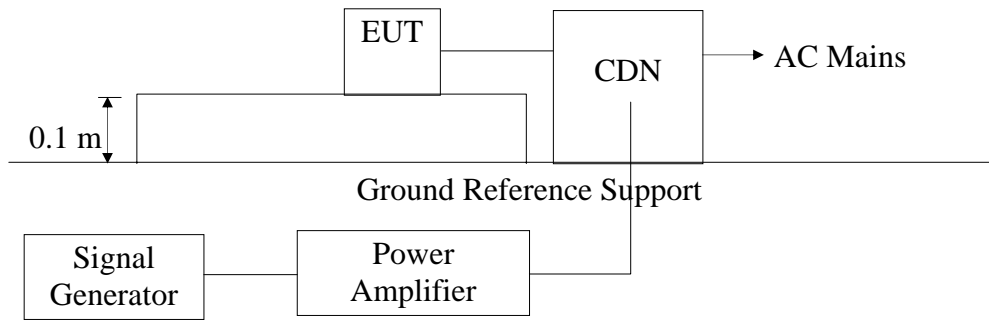 EUT
CDN
AC Mains
0.1 m
Ground Reference Support
Signal
Generator
Power
Amplifier